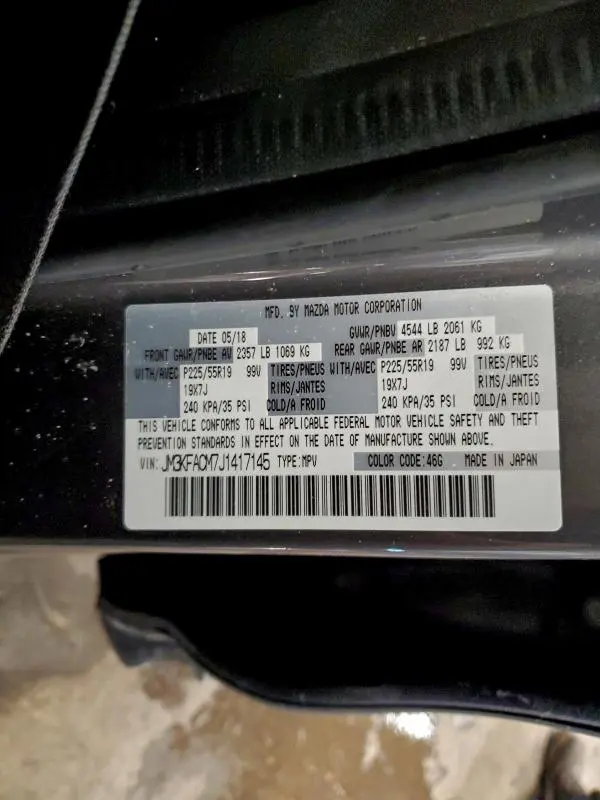 MFD. BY MAZDA MOTOR CORPORATION
DATE 05/18 GVWR/PNBV 4544 LB 2061 KG
FRONT GAWR/PNBE AV 2357 LB 1069 KG REAR GAWR/PNBE AR 2187 LB 992 KG
WITH/AVEC P225/55R19 99V TIRES/PNEUS WITH/AVEC P225/55R19 99V TIRES/PNEUS
19X7J RIMS/JANTES 19X7J RIMS/JANTES
240 KPA/35 PSI COLD/A FROID 240 KPA/35 PSI COLD/A FROID
THIS VEHICLE CONFORMS TO ALL APPLICABLE FEDERAL MOTOR VEHICLE SAFETY AND THEFT
PREVENTION STANDARDS IN EFFECT ON THE DATE OF MANUFACTURE SHOWN ABOVE.
VIN: JM3KFACM7J1417145 TYPE:MPV COLOR CODE:46G MADE IN JAPAN